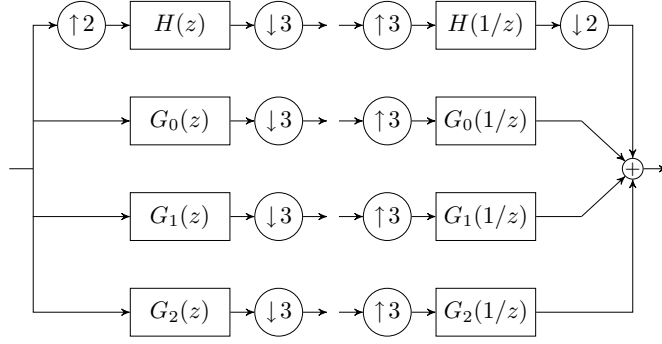 ↑2 H(z) ↓3 ↑3 H(1/z) ↓2
G₀(z) ↓3 ↑3 G₀(1/z)
+
G₁(z) ↓3 ↑3 G₁(1/z)
G₂(z) ↓3 ↑3 G₂(1/z)